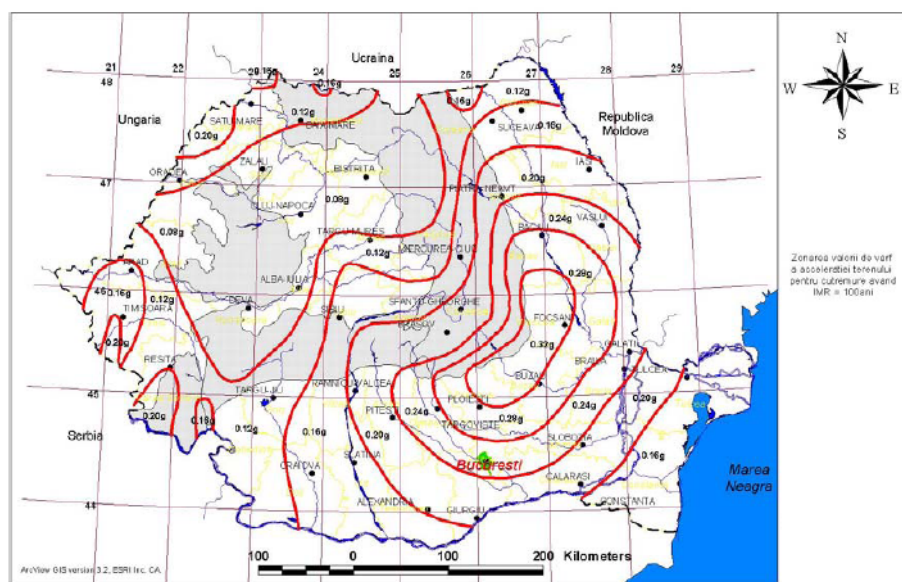 N
W E
S
Ucraina
Ungaria
Republica
Moldova
Serbia
Marea
Neagra
21 22 23 24 25 26 27 28 29
48
47
46
45
44
0.16g
0.16g
0.16g
0.12g
0.12g
0.16g
0.20g
SATU MARE
BAIA MARE
SUCEAVA
IASI
ORADEA
ZALAU
BISTRITA
0.20g
0.08g
PIATRA-NEAMT
CLUJ-NAPOCA
BACAU
0.24g
VASLUI
TARGU-MURES
0.08g
0.12g
MIERCUREA-CIUC
0.28g
ARAD
ALBA-IULIA
0.16g
0.12g
DEVA
SIBIU
SFANTU-GHEORGHE
TIMISOARA
BRASOV
FOCSANI
0.20g
0.32g
GALATI
RESITA
BRAILA
TULCEA
TARGU-JIU
RAMNICU-VALCEA
BUZAU
0.20g
0.16g
0.12g
0.16g
0.20g
PITESTI
0.24g
PLOIESTI
TARGOVISTE
0.28g
0.24g
0.20g
SLOBOZIA
Bucuresti
0.16g
CRAIOVA
SLATINA
CALARASI
CONSTANTA
ALEXANDRIA
GIURGIU
Zonarea valorii de varf
a acceleratiei terenului
pentru cutremure avand
IMR = 100ani
100 0 100 200 Kilometers
ArcView GIS version 3.2, ESRI Inc. CA.